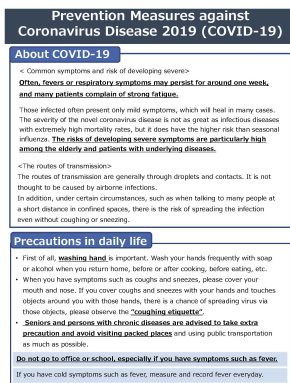 Prevention Measures against
Coronavirus Disease 2019 (COVID-19)
About COVID-19
< Common symptoms and risk of developing severe>
Often, fevers or respiratory symptoms may persist for around one week,
and many patients complain of strong fatigue.
Those infected often present only mild symptoms, which will heal in many cases.
The severity of the novel coronavirus disease is not as great as infectious diseases
with extremely high mortality rates, but it does have the higher risk than seasonal
influenza. The risks of developing severe symptoms are particularly high
among the elderly and patients with underlying diseases.
<The routes of transmission>
The routes of transmission are generally through droplets and contacts. It is not
thought to be caused by airborne infections.
In addition, under certain circumstances, such as when talking to many people at
a short distance in confined spaces, there is the risk of spreading the infection
even without coughing or sneezing.
Precautions in daily life
• First of all, washing hand is important. Wash your hands frequently with soap
or alcohol when you return home, before or after cooking, before eating, etc.
• When you have symptoms such as coughs and sneezes, please cover your
mouth and nose. If you cover coughs and sneezes with your hands and touches
objects around you with those hands, there is a chance of spreading virus via
those objects, please observe the "coughing etiquette".
• Seniors and persons with chronic diseases are advised to take extra
precaution and avoid visiting packed places and using public transportation
as much as possible.
Do not go to office or school, especially if you have symptoms such as fever.
If you have cold symptoms such as fever, measure and record fever everyday.